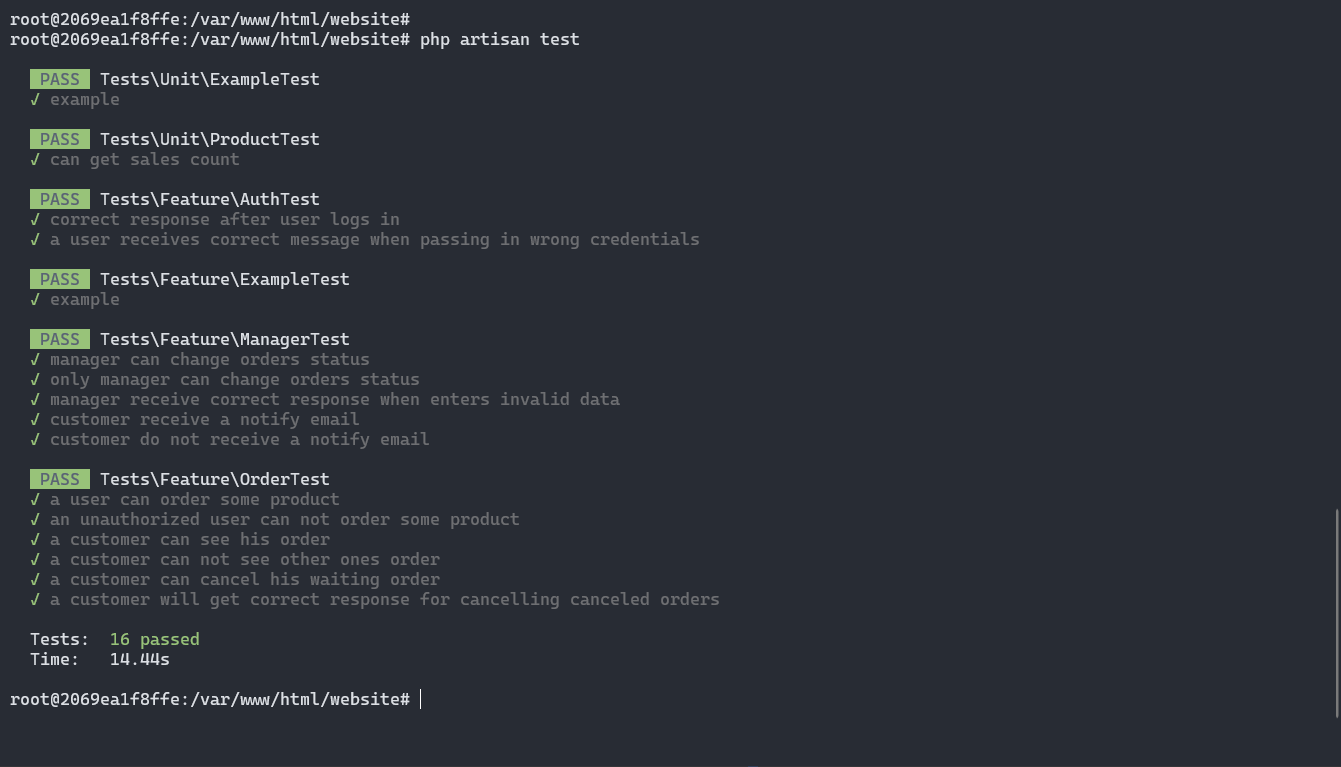 root@2069ea1f8ffe:/var/www/html/website#
root@2069ea1f8ffe:/var/www/html/website# php artisan test
PASS Tests\Unit\ExampleTest
✓ example
PASS Tests\Unit\ProductTest
✓ can get sales count
PASS Tests\Feature\AuthTest
✓ correct response after user logs in
✓ a user receives correct message when passing in wrong credentials
PASS Tests\Feature\ExampleTest
✓ example
PASS Tests\Feature\ManagerTest
✓ manager can change orders status
✓ only manager can change orders status
✓ manager receive correct response when enters invalid data
✓ customer receive a notify email
✓ customer do not receive a notify email
PASS Tests\Feature\OrderTest
✓ a user can order some product
✓ an unauthorized user can not order some product
✓ a customer can see his order
✓ a customer can not see other ones order
✓ a customer can cancel his waiting order
✓ a customer will get correct response for cancelling canceled orders
Tests: 16 passed
Time: 14.44s
root@2069ea1f8ffe:/var/www/html/website#